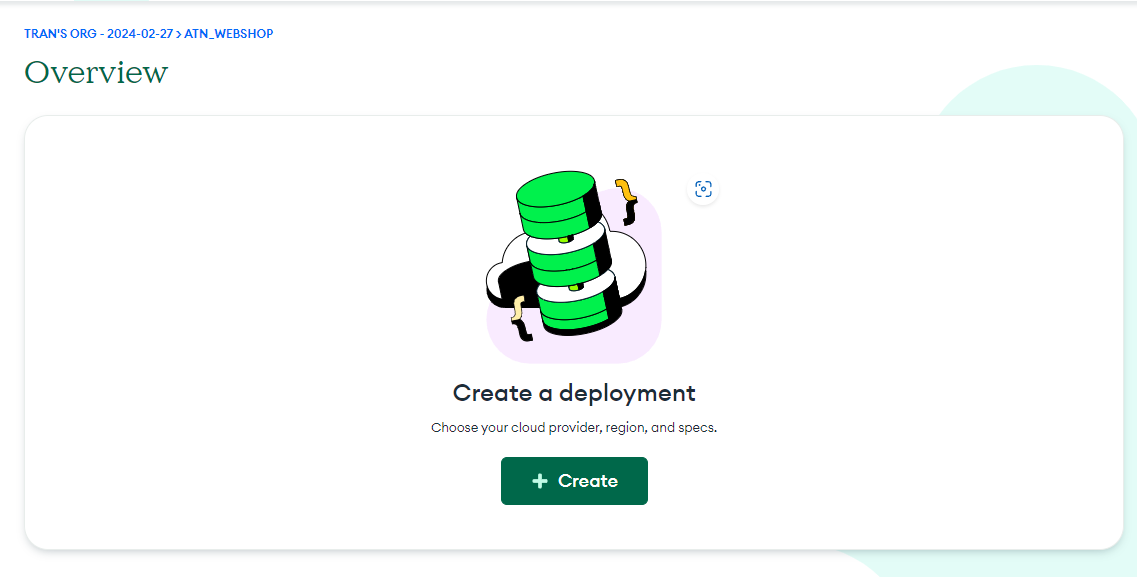 TRAN'S ORG - 2024-02-27 > ATN_WEBSHOP
Overview
Create a deployment
Choose your cloud provider, region, and specs.
+ Create